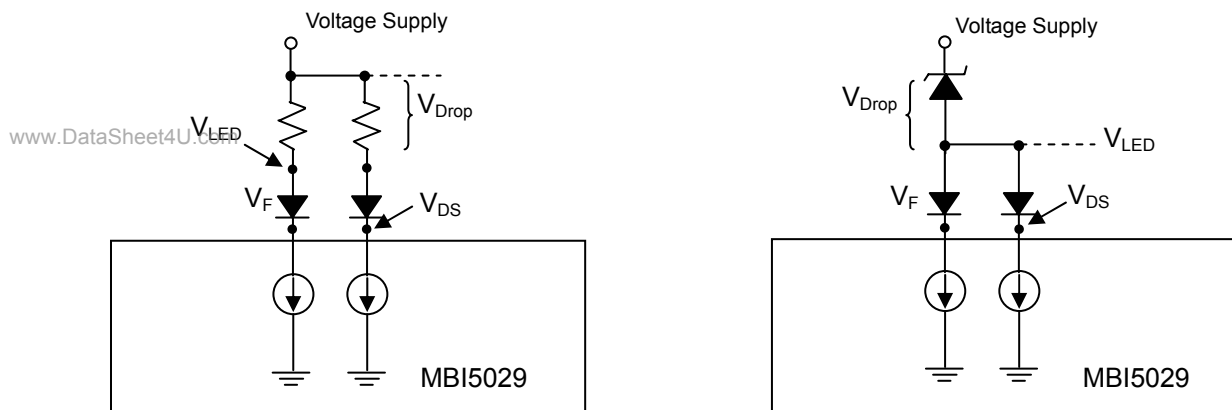 Voltage Supply
V_Drop
www.DataSheet4U.com
V_LED
V_F
V_DS
MBI5029
Voltage Supply
V_Drop
V_LED
V_F
V_DS
MBI5029